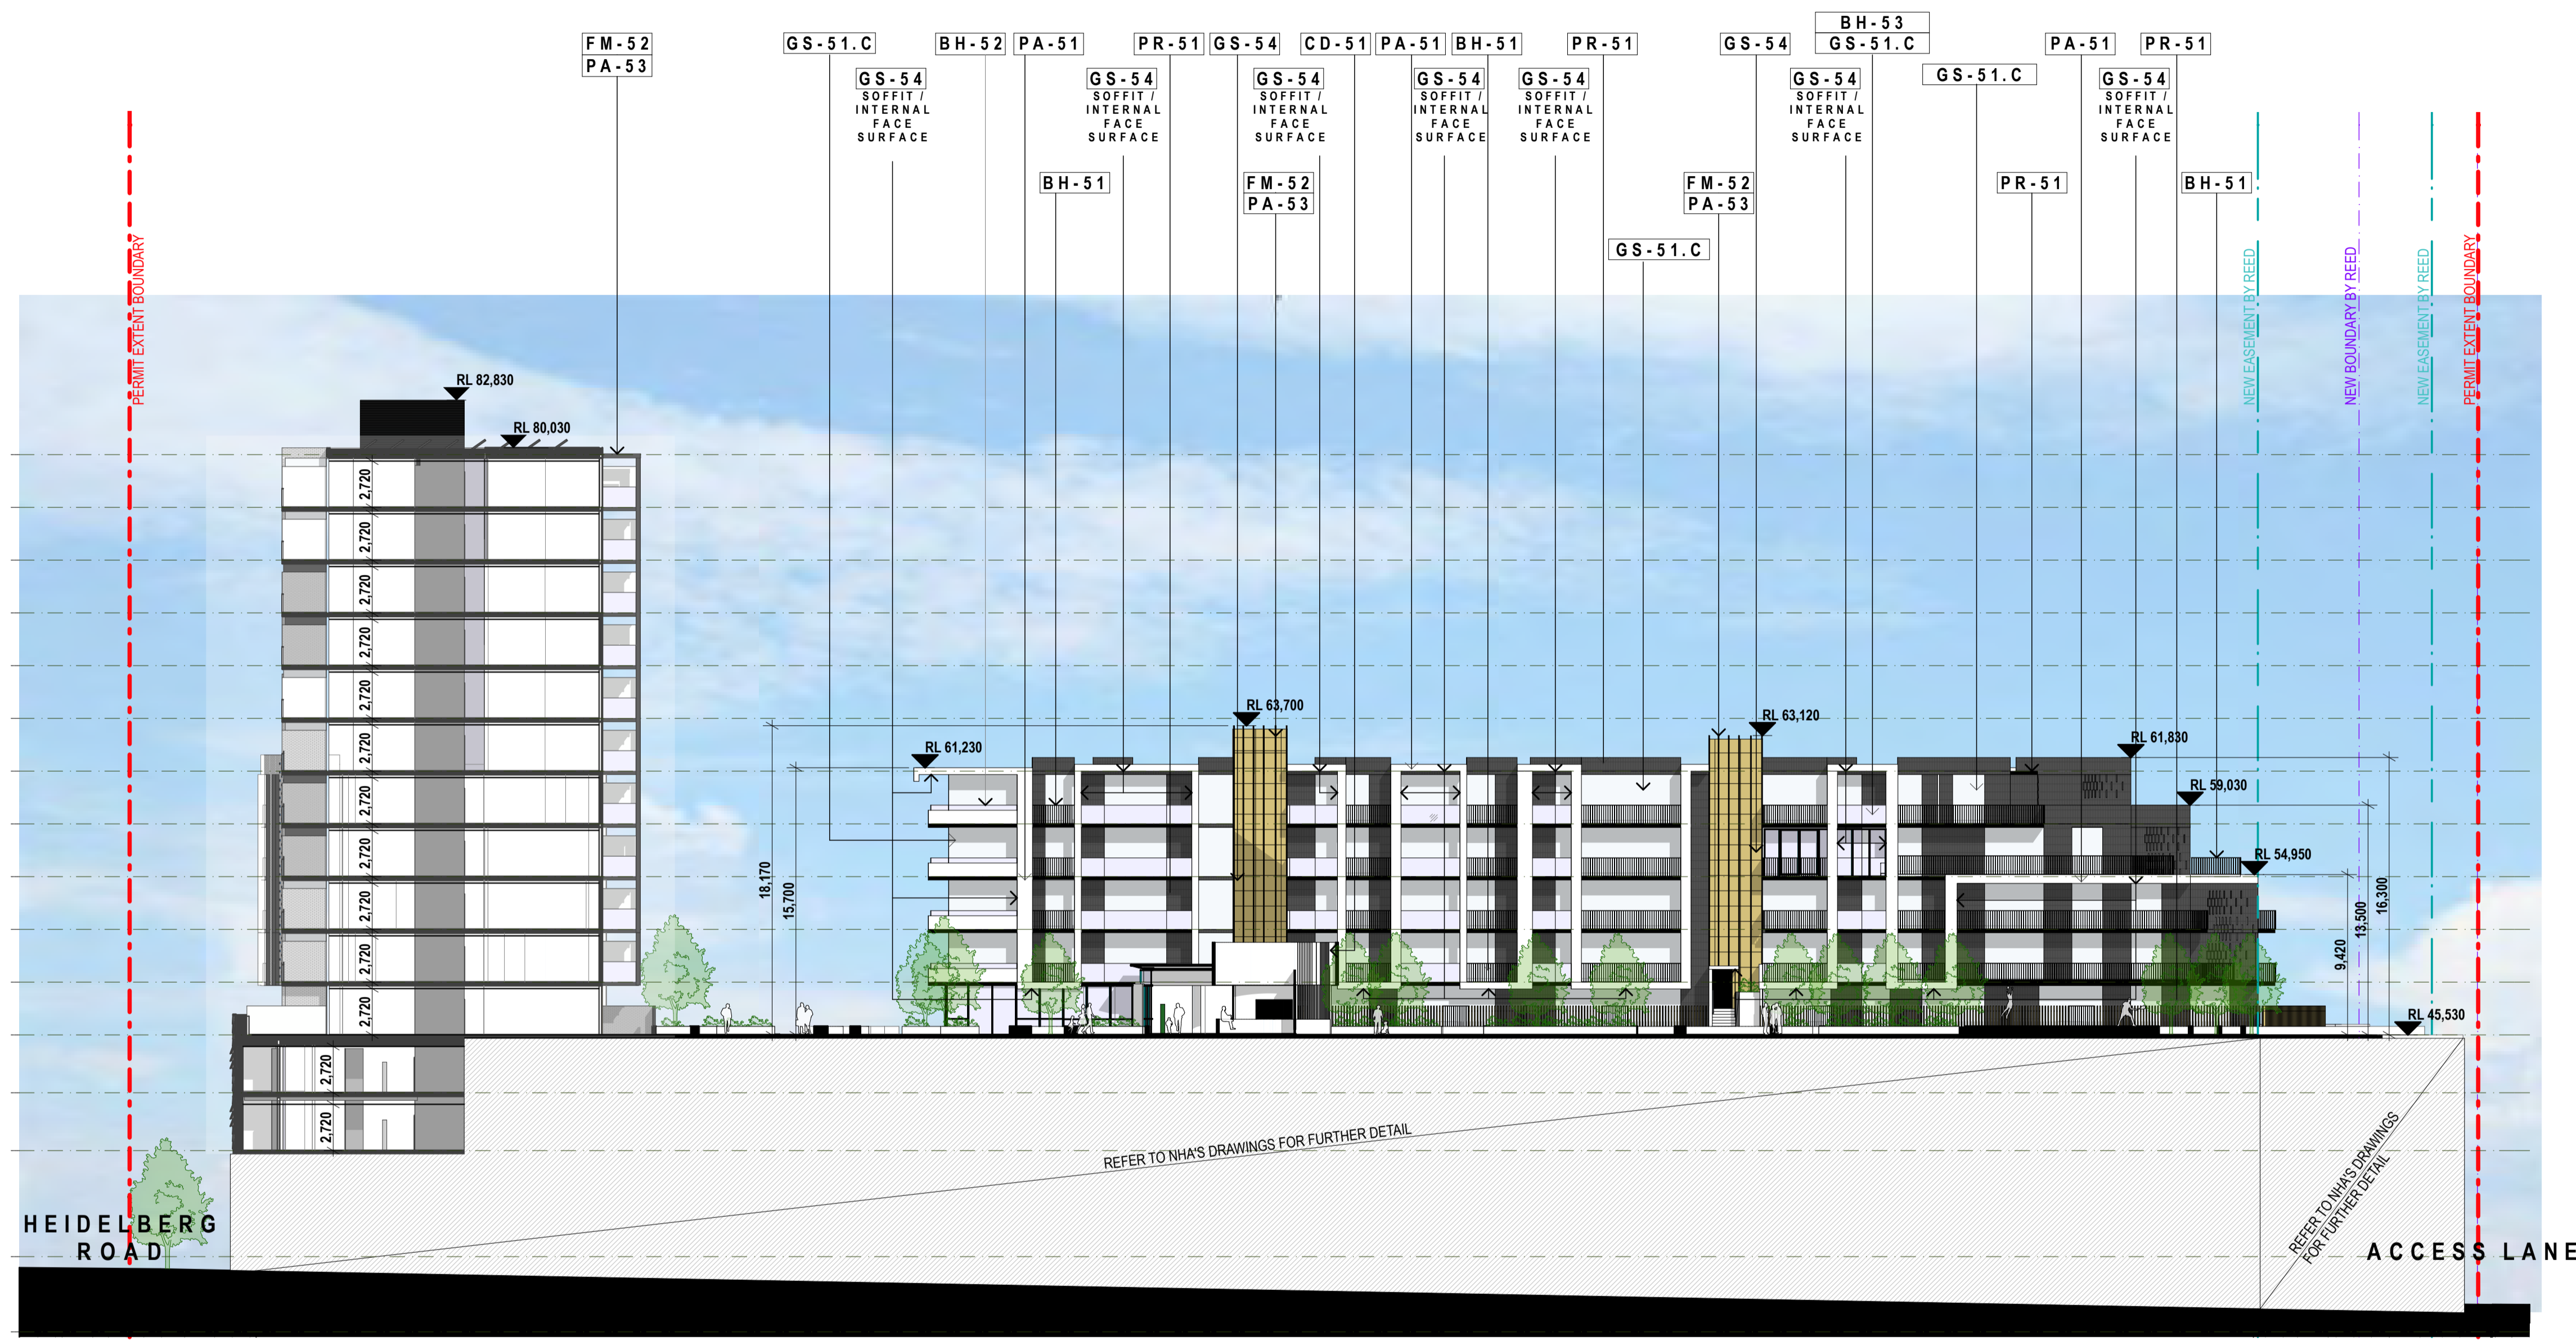 BH-53
FM-52
GS-51.C
BH-52
PA-51
PR-51
GS-54
CD-51
PA-51
BH-51
PR-51
GS-54
GS-51.C
PA-51
PR-51
PA-53
GS-54
SOFFIT /
INTERNAL
FACE
SURFACE
GS-54
SOFFIT /
INTERNAL
FACE
SURFACE
GS-54
SOFFIT /
INTERNAL
FACE
SURFACE
GS-54
SOFFIT /
INTERNAL
FACE
SURFACE
GS-54
SOFFIT /
INTERNAL
FACE
SURFACE
GS-54
SOFFIT /
INTERNAL
FACE
SURFACE
GS-51.C
GS-54
SOFFIT /
INTERNAL
FACE
SURFACE
BH-51
FM-52
PA-53
FM-52
PA-53
PR-51
BH-51
GS-51.C
PERMIT EXTENT BOUNDARY
NEW EASEMENT BY REED
NEW BOUNDARY BY REED
NEW EASEMENT BY REED
PERMIT EXTENT BOUNDARY
RL 82,830
RL 80,030
2,720
2,720
2,720
2,720
2,720
2,720
2,720
2,720
2,720
2,720
2,720
2,720
2,720
18,170
15,700
RL 61,230
RL 63,700
RL 63,120
RL 61,830
RL 59,030
RL 54,950
9,420
13,500
16,300
RL 45,530
REFER TO NHA'S DRAWINGS FOR FURTHER DETAIL
REFER TO NHA'S DRAWINGS
FOR FURTHER DETAIL
HEIDELBERG
ROAD
ACCESS LANE